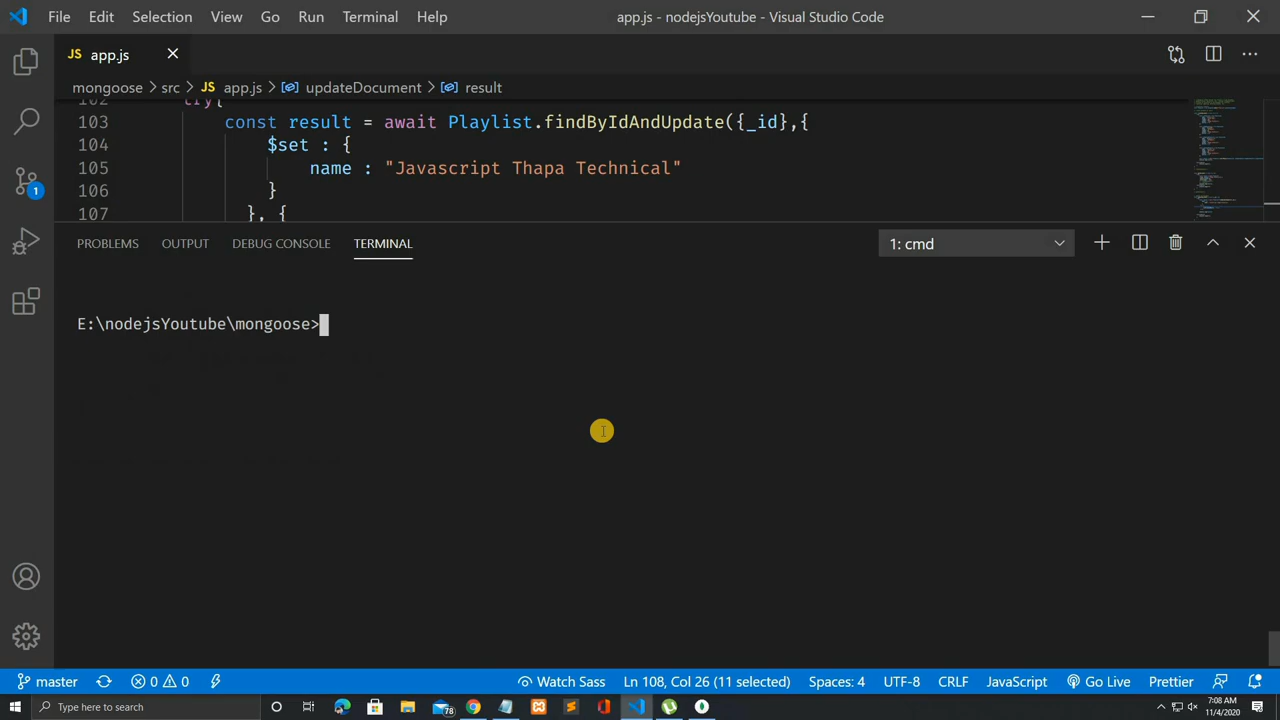 File Edit Selection View Go Run Terminal Help app.js - nodejsYoutube - Visual Studio Code
JS app.js
mongoose > src > JS app.js > updateDocument > result
102 try{
103 const result = await Playlist.findByIdAndUpdate({_id},{
104 $set : {
105 name : "Javascript Thapa Technical"
106 }
107 }, {
PROBLEMS OUTPUT DEBUG CONSOLE TERMINAL 1: cmd
E:\nodejsYoutube\mongoose>
1
master 0 0 Watch Sass Ln 108, Col 26 (11 selected) Spaces: 4 UTF-8 CRLF JavaScript Go Live Prettier
Type here to search 78 7:08 AM
11/4/2020